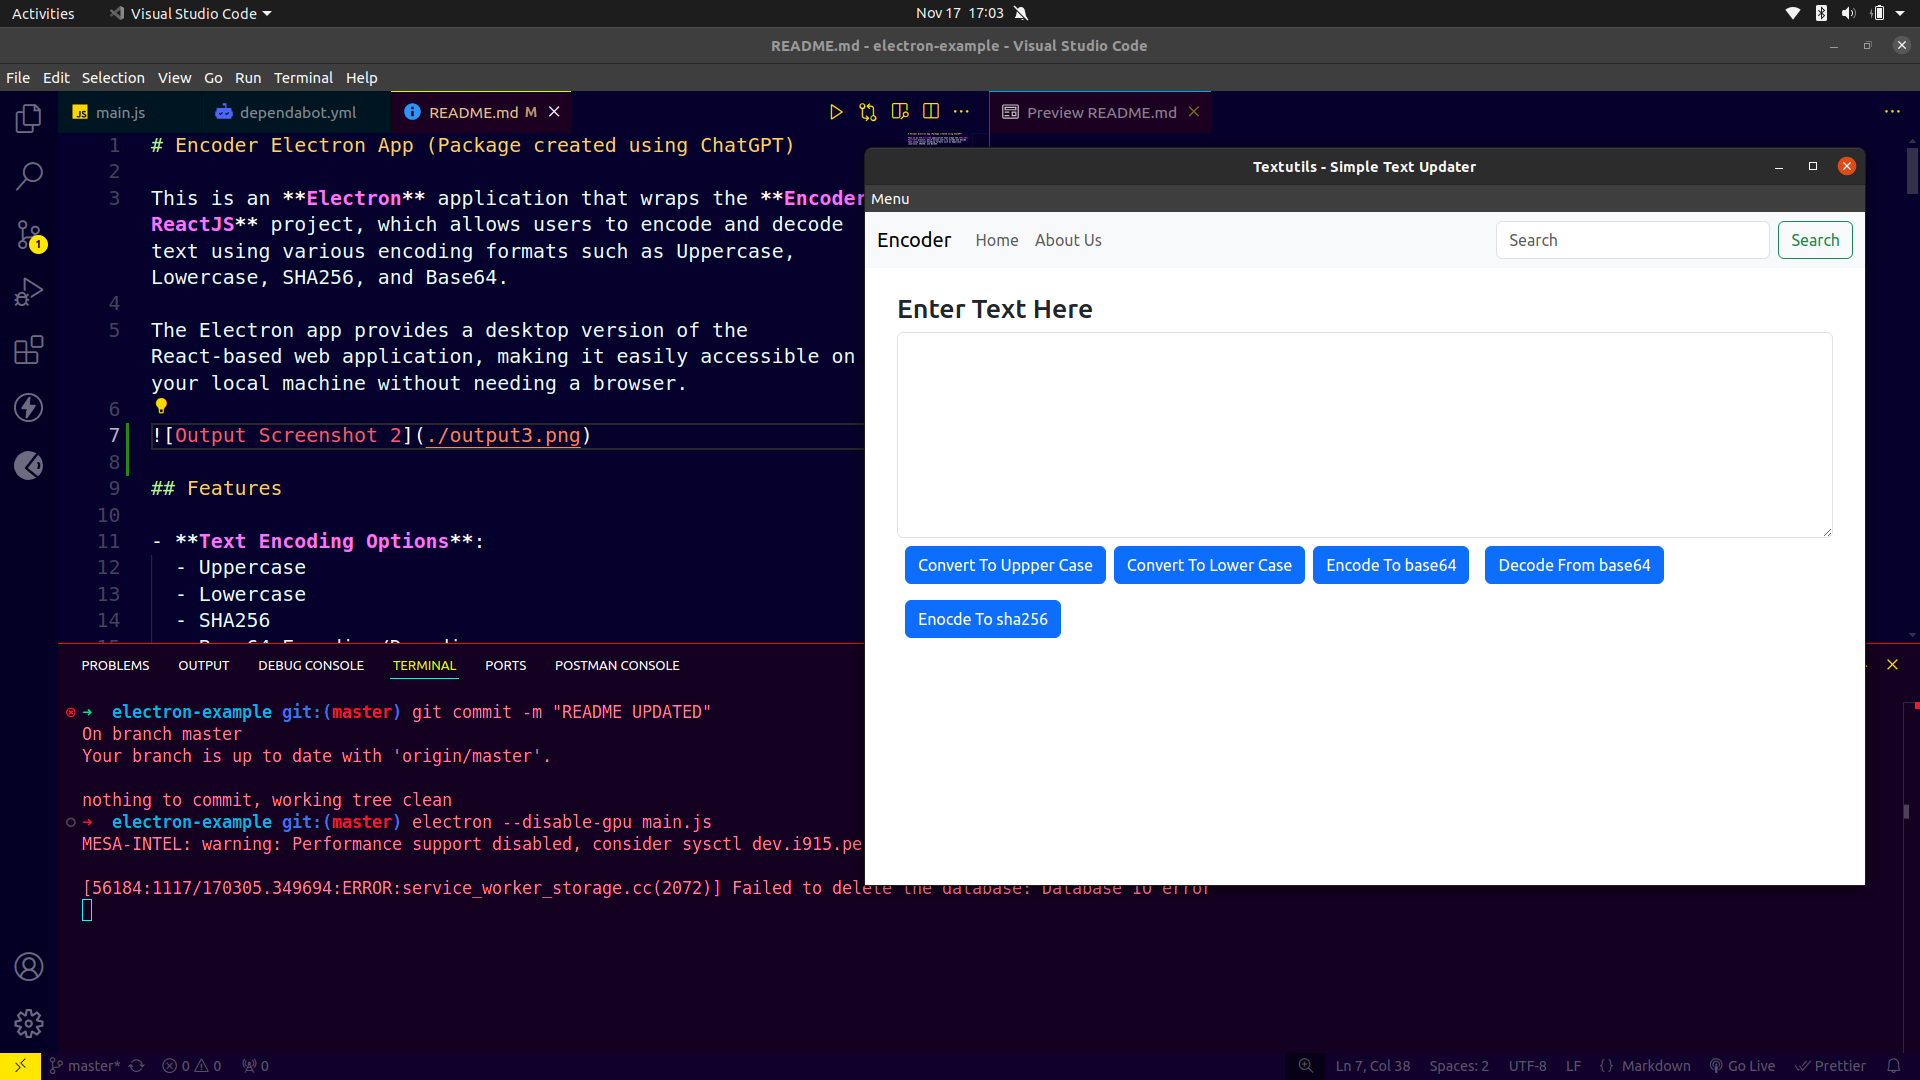 Activities Visual Studio Code Nov 17 17:03
README.md - electron-example - Visual Studio Code
File Edit Selection View Go Run Terminal Help
main.js dependabot.yml README.md M Preview README.md
1 # Encoder Electron App (Package created using ChatGPT)
2
3 This is an **Electron** application that wraps the **Encoder
ReactJS** project, which allows users to encode and decode
text using various encoding formats such as Uppercase,
Lowercase, SHA256, and Base64.
4
5 The Electron app provides a desktop version of the
React-based web application, making it easily accessible on
your local machine without needing a browser.
6
7 ![Output Screenshot 2](./output3.png)
8
9 ## Features
10
11 - **Text Encoding Options**:
12 - Uppercase
13 - Lowercase
14 - SHA256
1
Textutils - Simple Text Updater
Menu
Encoder Home About Us Search Search
Enter Text Here
Convert To Uppper Case Convert To Lower Case Encode To base64 Decode From base64
Enocde To sha256
PROBLEMS OUTPUT DEBUG CONSOLE TERMINAL PORTS POSTMAN CONSOLE
➜ electron-example git:(master) git commit -m "README UPDATED"
On branch master
Your branch is up to date with 'origin/master'.
nothing to commit, working tree clean
➜ electron-example git:(master) electron --disable-gpu main.js
MESA-INTEL: warning: Performance support disabled, consider sysctl dev.i915.pe
[56184:1117/170305.349694:ERROR:service_worker_storage.cc(2072)] Failed to delete the database: Database IO error
master* 0 0 0 Ln 7, Col 38 Spaces: 2 UTF-8 LF {} Markdown Go Live Prettier